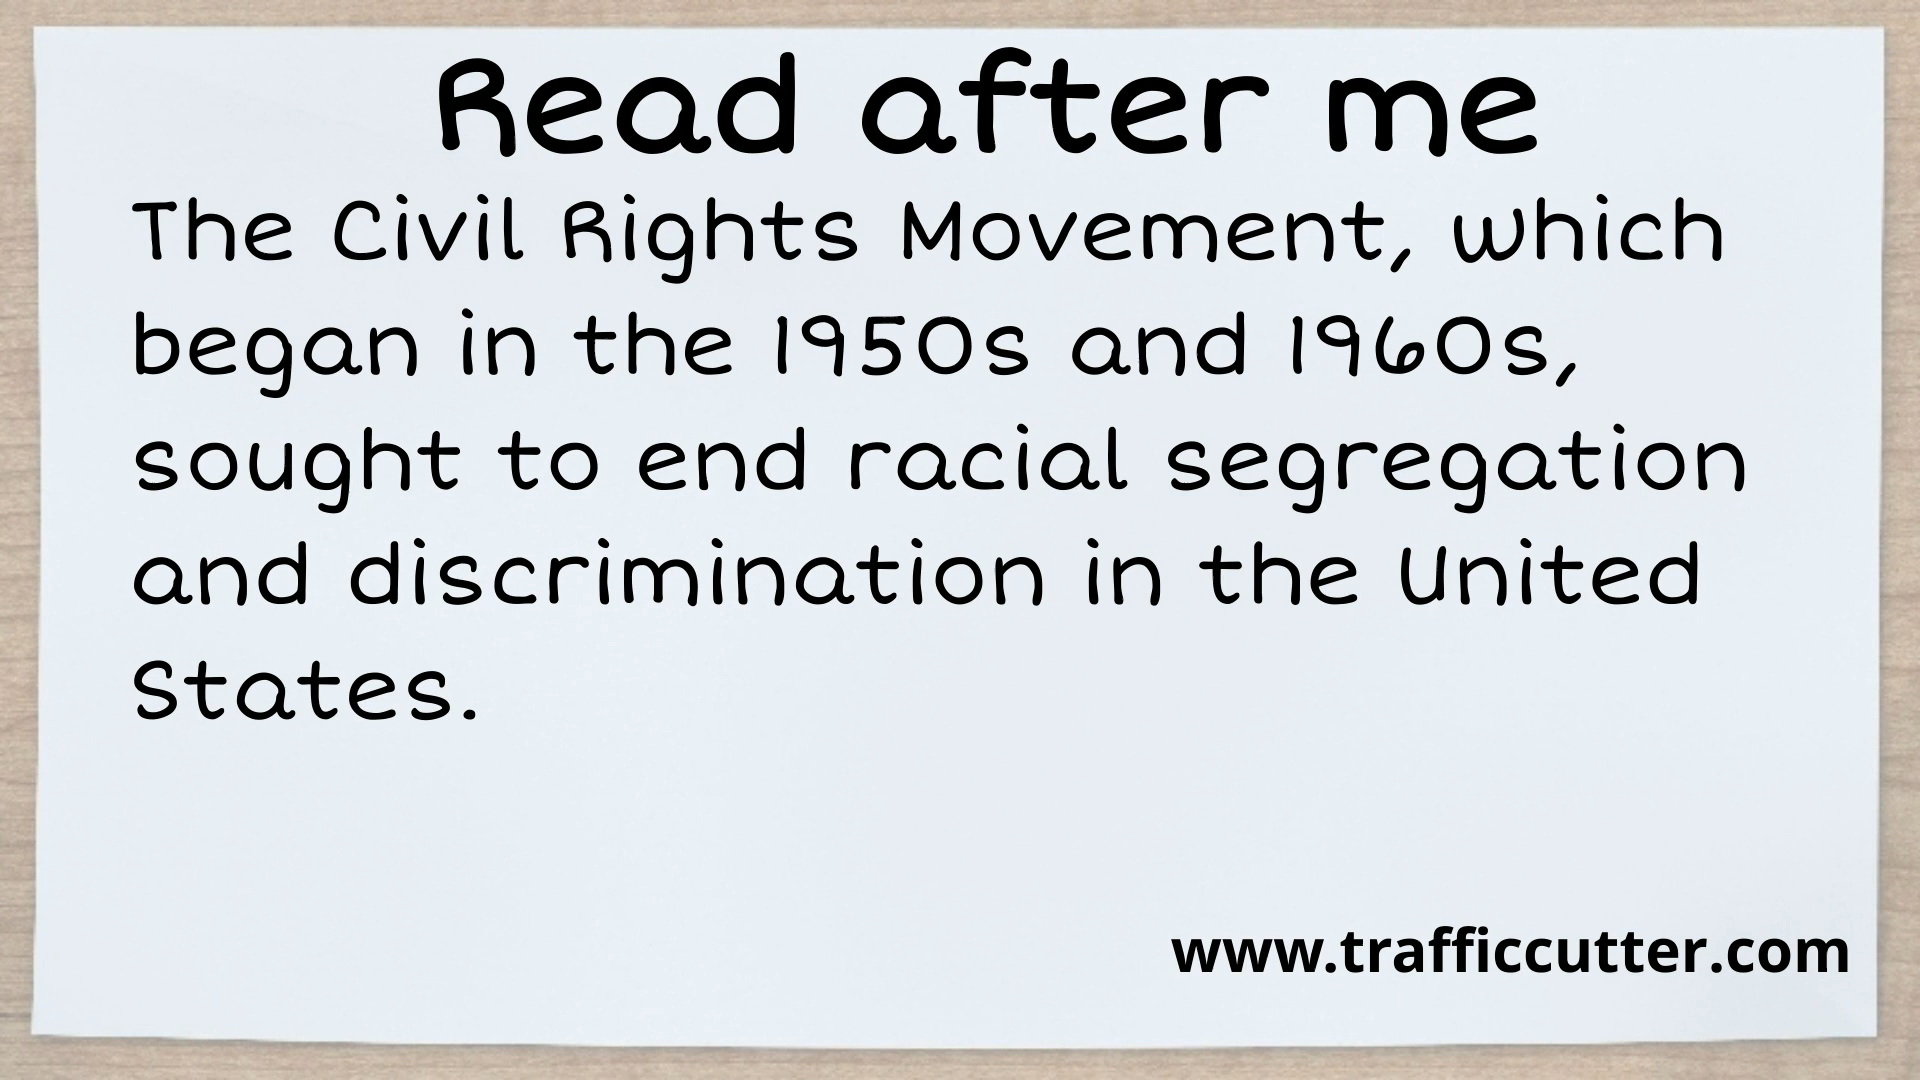 Read after me
The Civil Rights Movement, which
began in the 1950s and 1960s,
sought to end racial segregation
and discrimination in the United
States.
www.trafficcutter.com